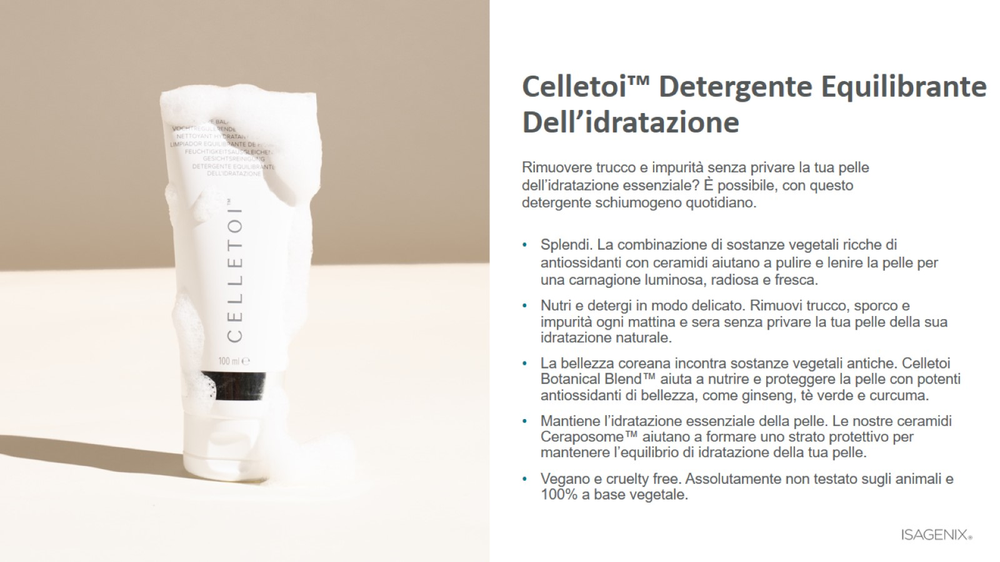 BAL
VOCHTREGULERENDE
NETTOYANT HYDRATAN
LIMPIADOR EQUILIBRANTE DE
FEUCHTIGKEITSAUSGLEICHEN
GESICHTSREINIGUNG
DETERGENTE EQUILIBRANTE
DELL'IDRATAZIONE
CELLETOI™
100 ml ℮
Celletoi™ Detergente Equilibrante
Dell’idratazione
Rimuovere trucco e impurità senza privare la tua pelle
dell’idratazione essenziale? È possibile, con questo
detergente schiumogeno quotidiano.
• Splendi. La combinazione di sostanze vegetali ricche di
antiossidanti con ceramidi aiutano a pulire e lenire la pelle per
una carnagione luminosa, radiosa e fresca.
• Nutri e detergi in modo delicato. Rimuovi trucco, sporco e
impurità ogni mattina e sera senza privare la tua pelle della sua
idratazione naturale.
• La bellezza coreana incontra sostanze vegetali antiche. Celletoi
Botanical Blend™ aiuta a nutrire e proteggere la pelle con potenti
antiossidanti di bellezza, come ginseng, tè verde e curcuma.
• Mantiene l’idratazione essenziale della pelle. Le nostre ceramidi
Ceraposome™ aiutano a formare uno strato protettivo per
mantenere l’equilibrio di idratazione della tua pelle.
• Vegano e cruelty free. Assolutamente non testato sugli animali e
100% a base vegetale.
ISAGENIX®